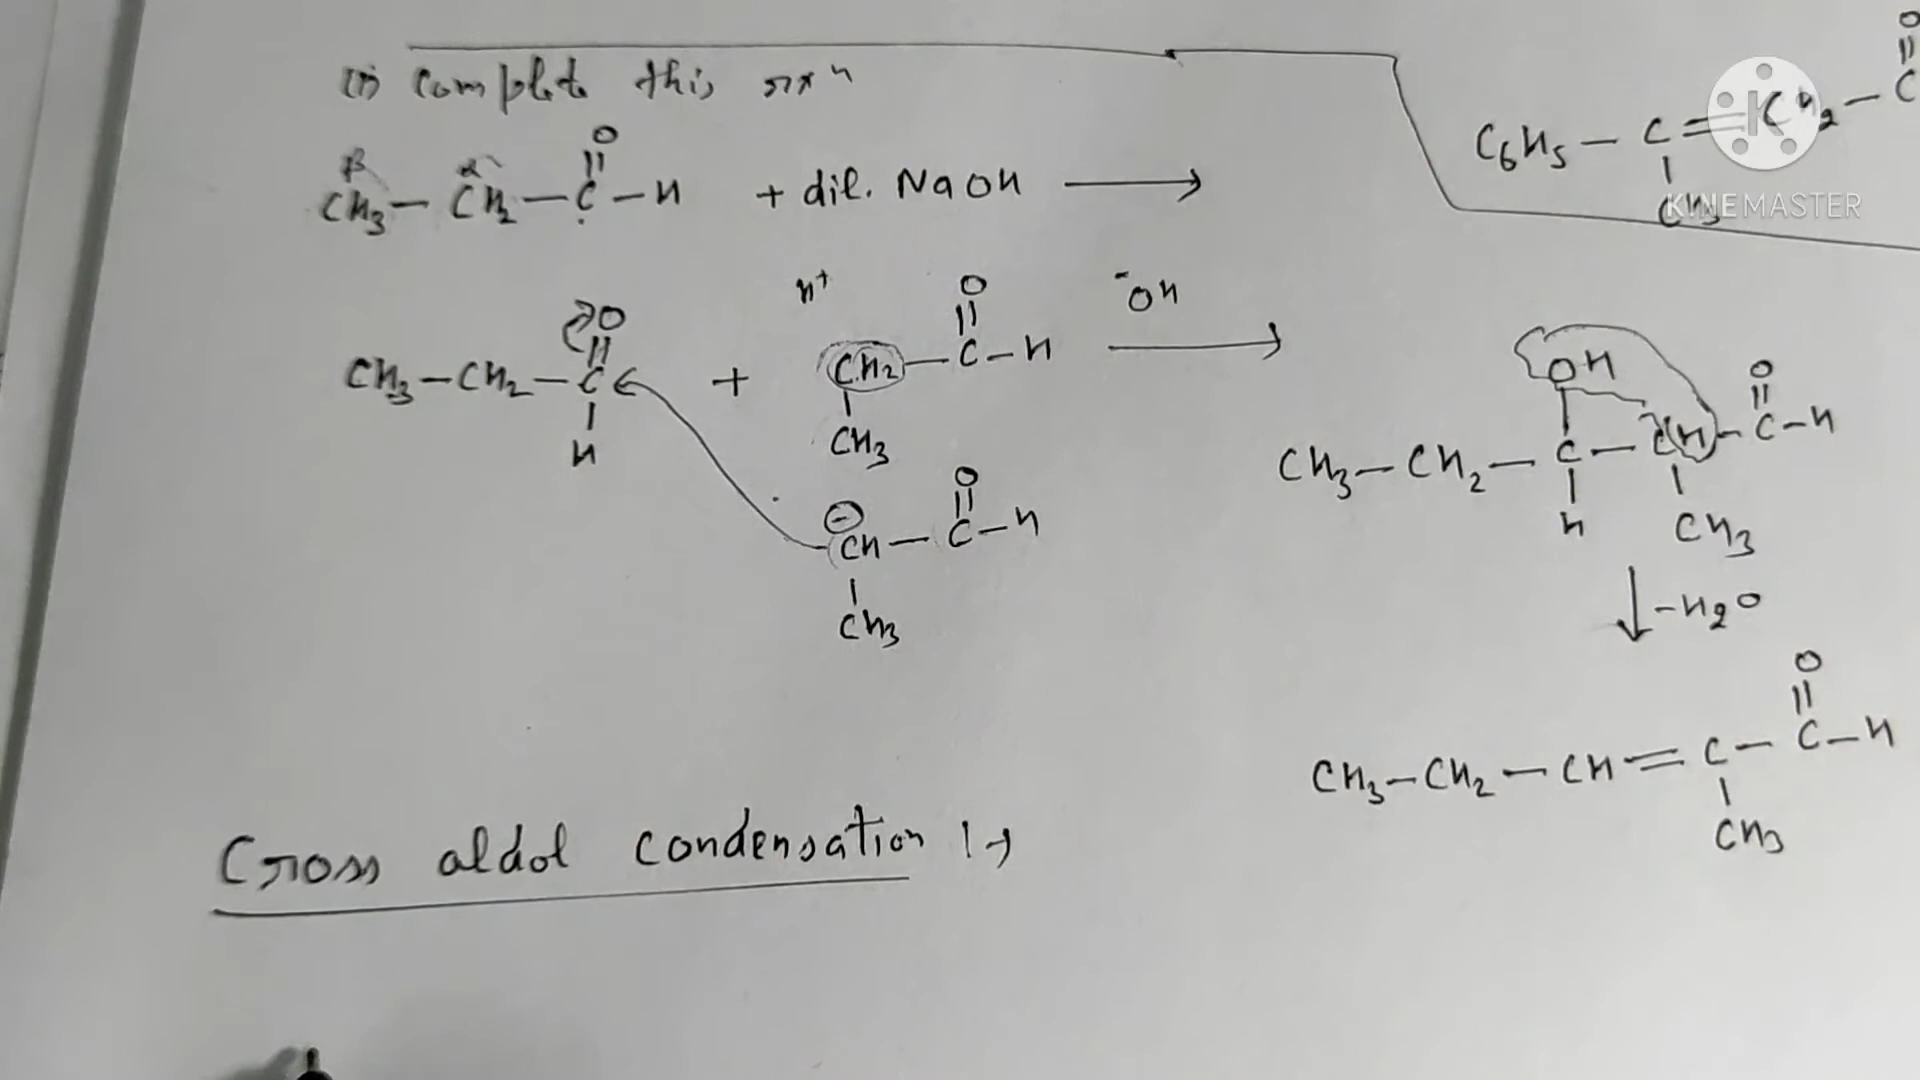 (1) Complete this rxn
β α O
CH3 — CH2 — C — H + dil. NaOH ⟶
C6H5 — C = CH2 — C
O
CH3
KINEMASTER
H+ O -OH
CH3 — CH2 — C = O + CH2 — C — H ⟶
H CH3
O
⊖ CH — C — H
CH3
OH O
CH3 — CH2 — C — CH — C — H
H CH3
↓ -H2O
O
CH3 — CH2 — CH = C — C — H
CH3
Cross aldol condensation :→